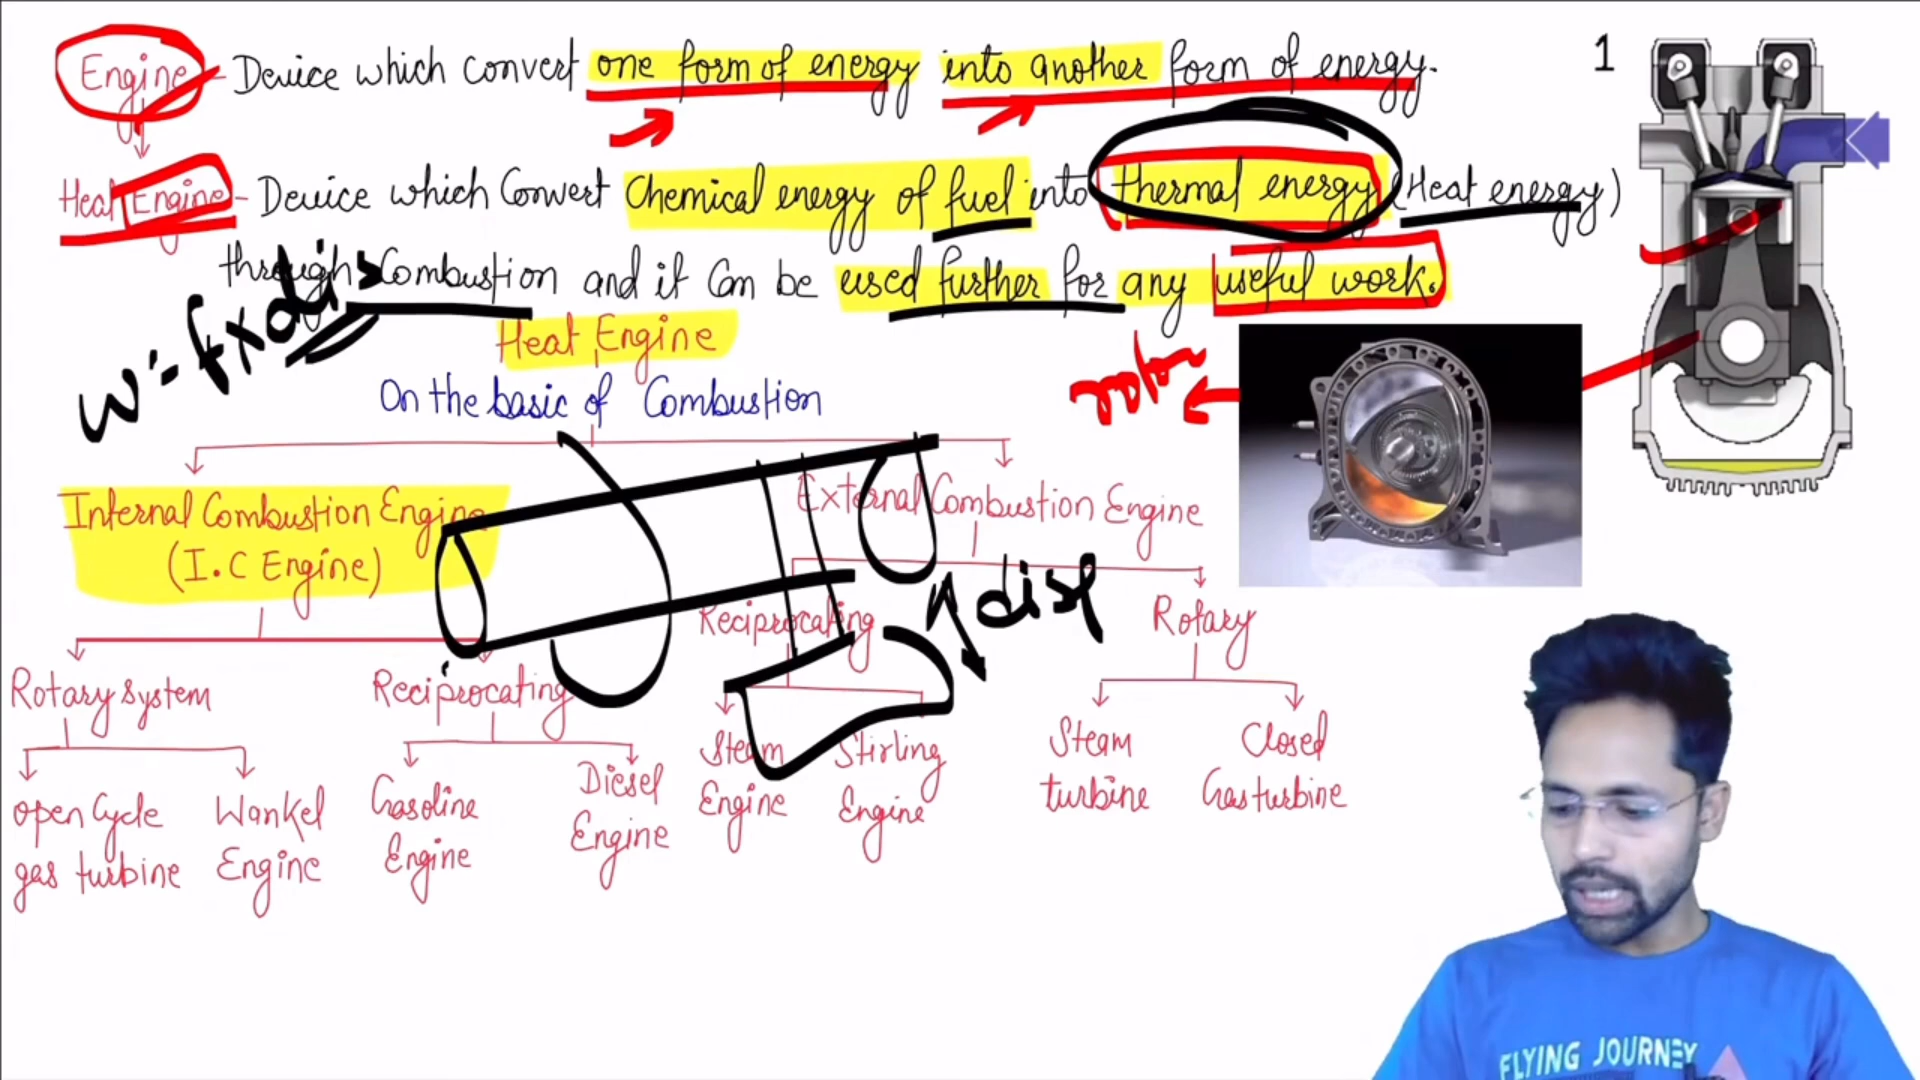 Engine - Device which convert one form of energy into another form of energy.
1
Heat Engine - Device which Convert Chemical energy of fuel into thermal energy (Heat energy)
through Combustion and it Can be used further for any useful work.
w = f x dis
Heat Engine
rotor
On the basic of Combustion
Internal Combustion Engine
(I.C Engine)
External Combustion Engine
disp
Rotary system
Reciprocating
Reciprocating
Rotary
open Cycle
gas turbine
Wankel
Engine
Gasoline
Engine
Diesel
Engine
Steam
Engine
Stirling
Engine
Steam
turbine
Closed
Gas turbine
FLYING JOURNEY